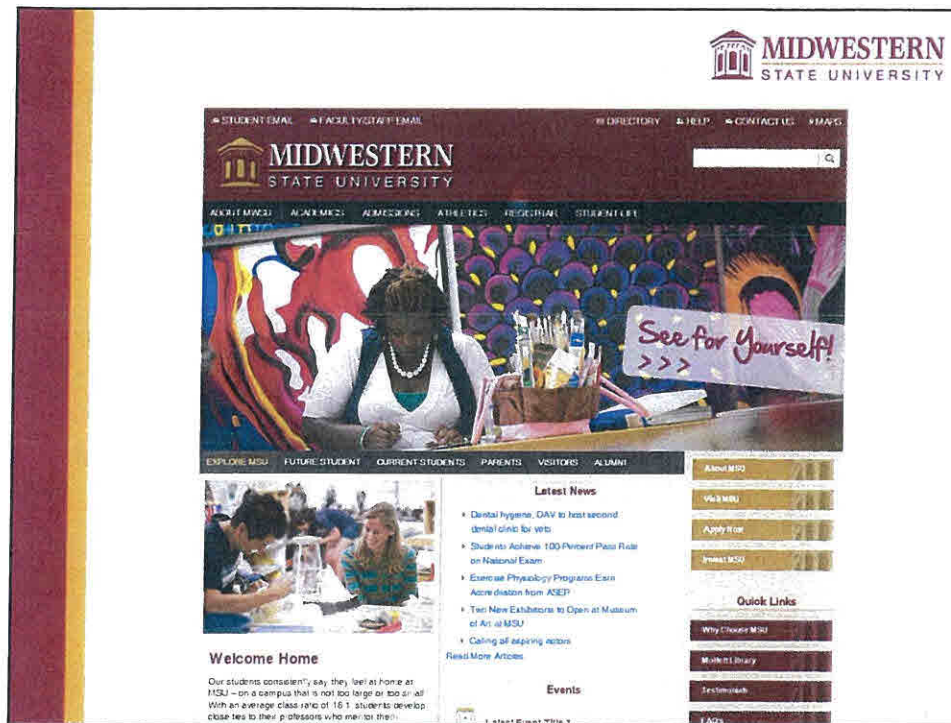 MIDWESTERN
STATE UNIVERSITY
STUDENT EMAIL FACULTY/STAFF EMAIL DIRECTORY HELP CONTACT US MAPS
MIDWESTERN
STATE UNIVERSITY
ABOUT MWSU ACADEMICS ADMISSIONS ATHLETICS REGISTRAR STUDENT LIFE
See for Yourself!
>>>
EXPLORE MSU FUTURE STUDENT CURRENT STUDENTS PARENTS VISITORS ALUMNI
Latest News
Dental hygiene, DAV to host second
dental clinic for vets
Students Achieve 100-Percent Pass Rate
on National Exam
Exercise Physiology Programs Earn
Accreditation from ASEP
Ten New Exhibitions to Open at Museum
of Art at MSU
Calling all aspiring actors
Read More Articles
Events
Latest Event Title 1
Welcome Home
Our students consistently say they feel at home at
MSU – on a campus that is not too large or too small.
With an average class ratio of 18:1, students develop
close ties to their professors who mentor them
About MSU
Visit MSU
Apply Now
Invest MSU
Quick Links
Why Choose MSU
Moffett Library
Testimonials
FAQ's